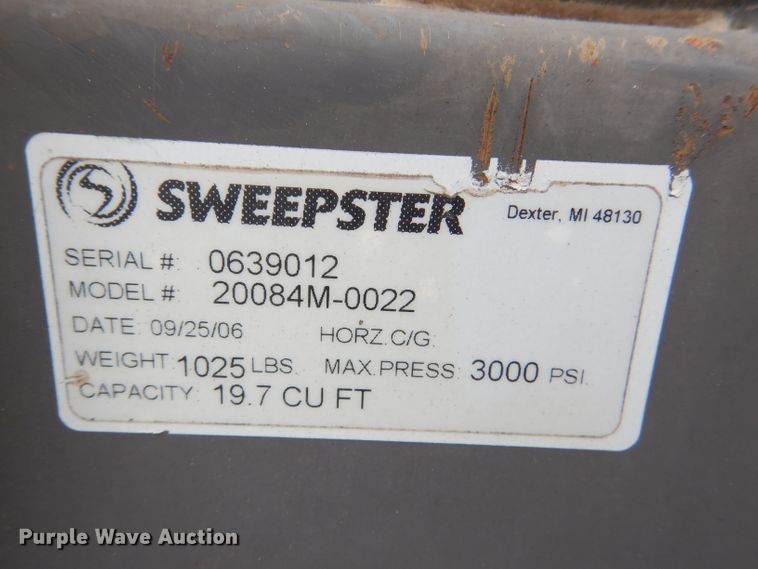 SWEEPSTER Dexter, MI 48130
SERIAL #: 0639012
MODEL #: 20084M-0022
DATE: 09/25/06 HORZ.C/G:
WEIGHT: 1025 LBS. MAX.PRESS: 3000 PSI.
CAPACITY: 19.7 CU FT
Purple Wave Auction